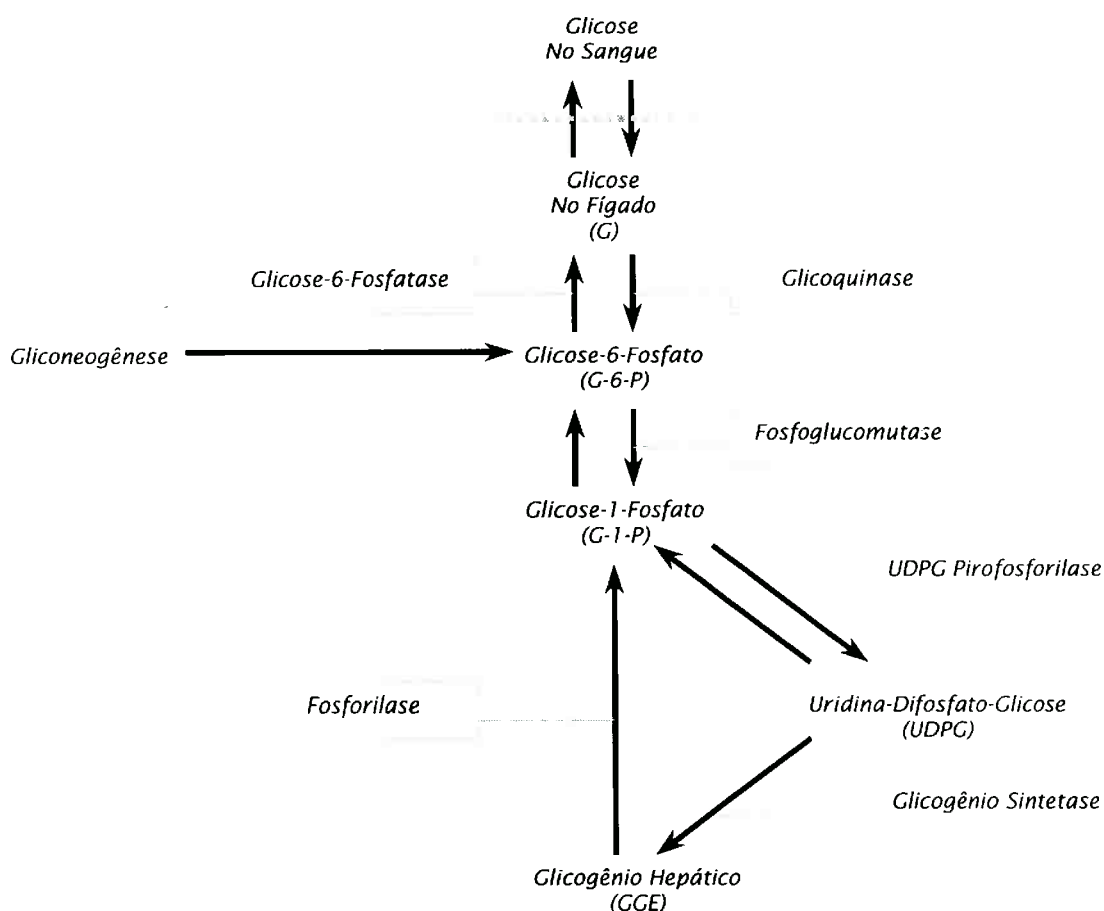 Glicose
No Sangue
Glicose
No Fígado
(G)
Glicose-6-Fosfatase
Glicoquinase
Gliconeogênese
Glicose-6-Fosfato
(G-6-P)
Fosfoglucomutase
Glicose-1-Fosfato
(G-1-P)
UDPG Pirofosforilase
Fosforilase
Uridina-Difosfato-Glicose
(UDPG)
Glicogênio Sintetase
Glicogênio Hepático
(GGE)